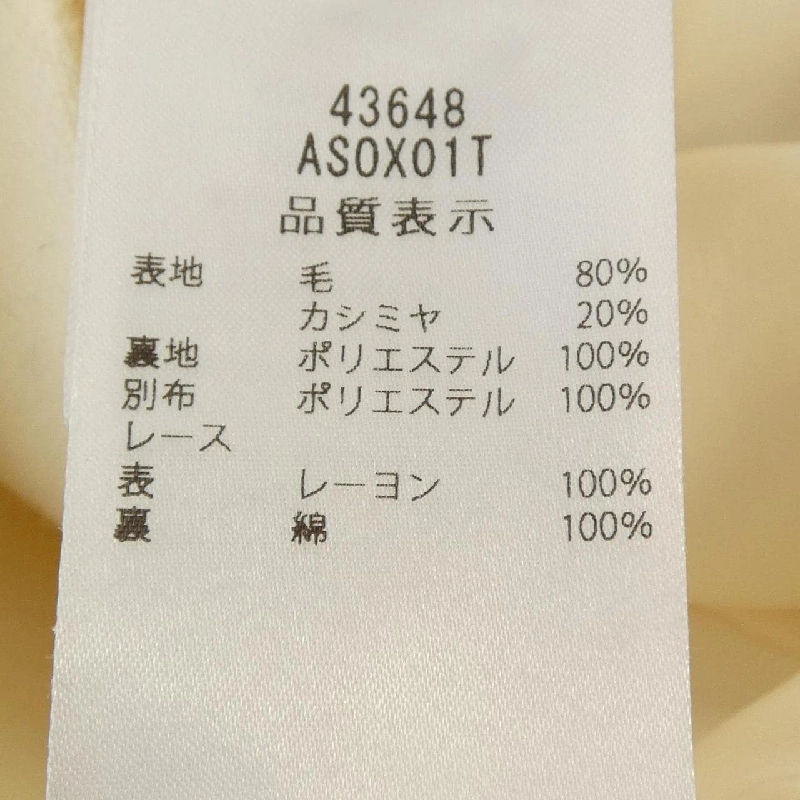 43648
ASOX01T
品質表示
表地 毛 80%
カシミヤ 20%
裏地 ポリエステル 100%
別布 ポリエステル 100%
レース
表 レーヨン 100%
裏 綿 100%